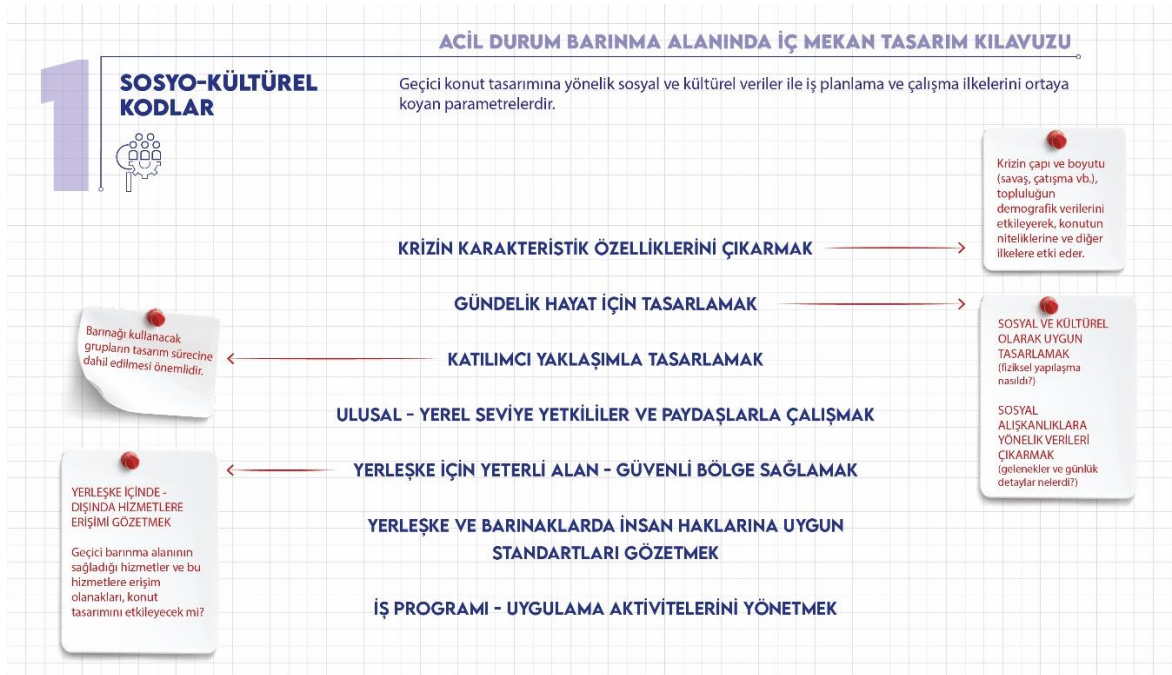 ACİL DURUM BARINMA ALANINDA İÇ MEKAN TASARIM KILAVUZU
1
SOSYO-KÜLTÜREL
KODLAR
Geçici konut tasarımına yönelik sosyal ve kültürel veriler ile iş planlama ve çalışma ilkelerini ortaya
koyan parametrelerdir.
KRİZİN KARAKTERİSTİK ÖZELLİKLERİNİ ÇIKARMAK
Krizin çapı ve boyutu
(savaş, çatışma vb.),
topluluğun
demografik verilerini
etkileyerek, konutun
niteliklerine ve diğer
ilkelere etki eder.
GÜNDELİK HAYAT İÇİN TASARLAMAK
SOSYAL VE KÜLTÜREL
OLARAK UYGUN
TASARLAMAK
(fiziksel yapılaşma
nasıldı?)
SOSYAL
ALIŞKANLIKLARA
YÖNELİK VERİLERİ
ÇIKARMAK
(gelenekler ve günlük
detaylar nelerdi?)
KATILIMCI YAKLAŞIMLA TASARLAMAK
Barınağı kullanacak
grupların tasarım sürecine
dahil edilmesi önemlidir.
ULUSAL - YEREL SEVİYE YETKİLİLER VE PAYDAŞLARLA ÇALIŞMAK
YERLEŞKE İÇİN YETERLİ ALAN - GÜVENLİ BÖLGE SAĞLAMAK
YERLEŞKE İÇİNDE -
DIŞINDA HİZMETLERE
ERİŞİMİ GÖZETMEK
Geçici barınma alanının
sağladığı hizmetler ve bu
hizmetlere erişim
olanakları, konut
tasarımını etkileyecek mi?
YERLEŞKE VE BARINAKLARDA İNSAN HAKLARINA UYGUN
STANDARTLARI GÖZETMEK
İŞ PROGRAMI - UYGULAMA AKTİVİTELERİNİ YÖNETMEK